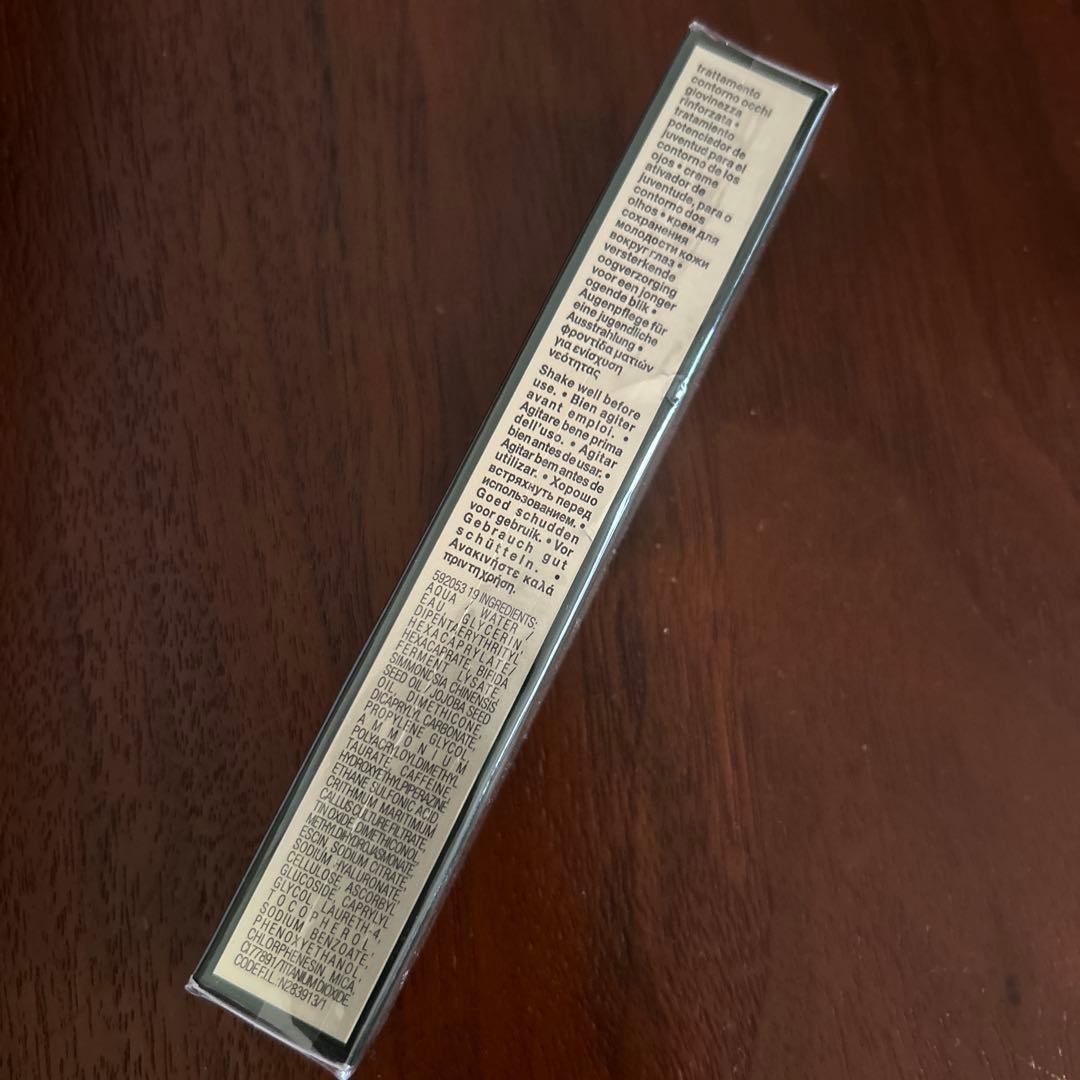 trattamento
contorno occhi
giovinezza
rinforzata •
tratamiento
potenciador de
juventud para el
contorno de los
ojos • creme
ativador de
juventude, para o
contorno dos
olhos • крем для
сохранения
молодости кожи
вокруг глаз •
versterkende
oogverzorging
voor een jonger
ogende blik •
Augenpflege für
eine jugendliche
Ausstrahlung •
φροντίδα ματιών
για ενίσχυση
νεότητας
Shake well before
use. • Bien agiter
avant emploi. •
Agitare bene prima
dell'uso. • Agitar
bien antes de usar. •
Agitar bem antes de
utilizar. • Хорошо
встряхнуть перед
использованием. •
Goed schudden
voor gebruik. • Vor
Gebrauch gut
schütteln. •
Ανακινήστε καλά
πριν τη χρήση.
592053 19 INGREDIENTS:
AQUA / WATER /
EAU, GLYCERIN,
DIPENTAERYTHRITYL
HEXACAPRYLATE/
HEXACAPRATE, BIFIDA
FERMENT LYSATE,
SIMMONDSIA CHINENSIS
SEED OIL / JOJOBA SEED
OIL, DIMETHICONE,
DICAPRYLYL CARBONATE,
PROPYLENE GLYCOL,
AMMONIUM
POLYACRYLOYLDIMETHYL
TAURATE, CAFFEINE,
HYDROXYETHYLPIPERAZINE
ETHANE SULFONIC ACID,
CRITHMUM MARITIMUM
CALLUS CULTURE FILTRATE,
TIN OXIDE, DIMETHICONOL,
METHYLDIHYDROJASMONATE,
ESCIN, SODIUM CITRATE,
SODIUM HYALURONATE,
CELLULOSE, ASCORBYL
GLUCOSIDE, CAPRYLYL
GLYCOL, LAURETH-4,
TOCOPHEROL,
SODIUM BENZOATE,
PHENOXYETHANOL,
CHLORPHENESIN, MICA,
CI 77891 / TITANIUM DIOXIDE.
CODE F.I.L.: N283913/1